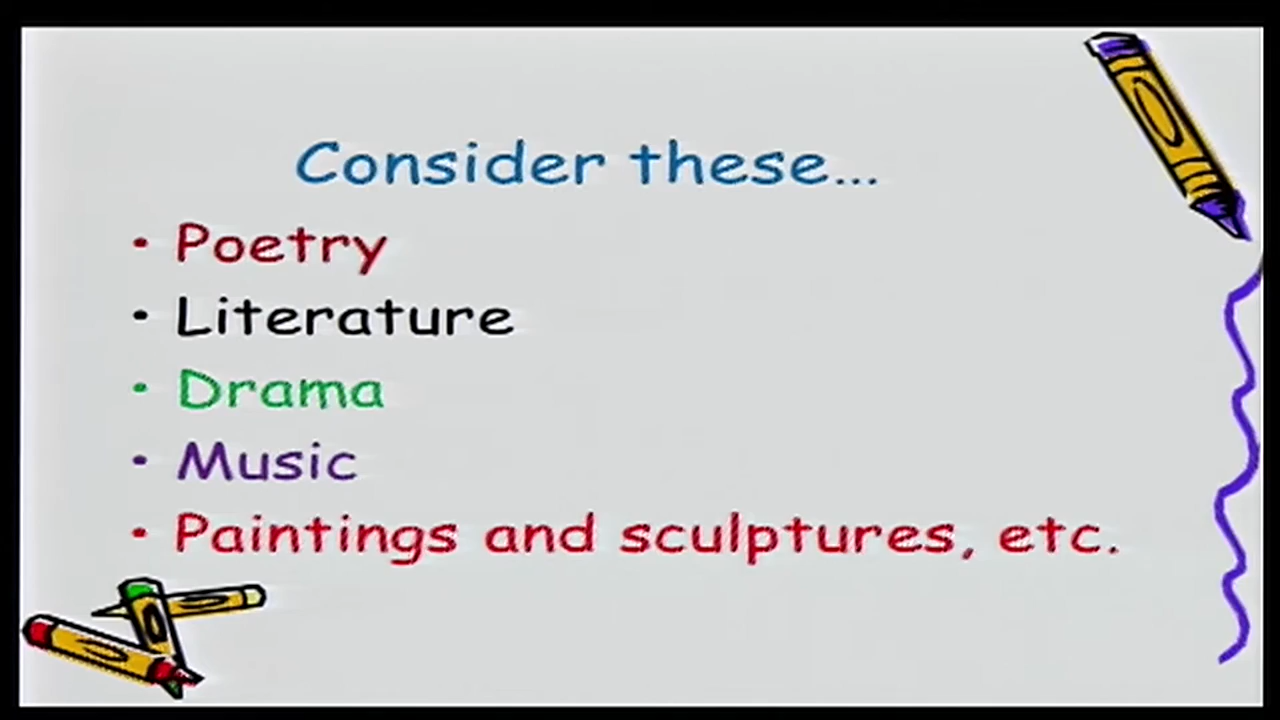 Consider these...
• Poetry
• Literature
• Drama
• Music
• Paintings and sculptures, etc.